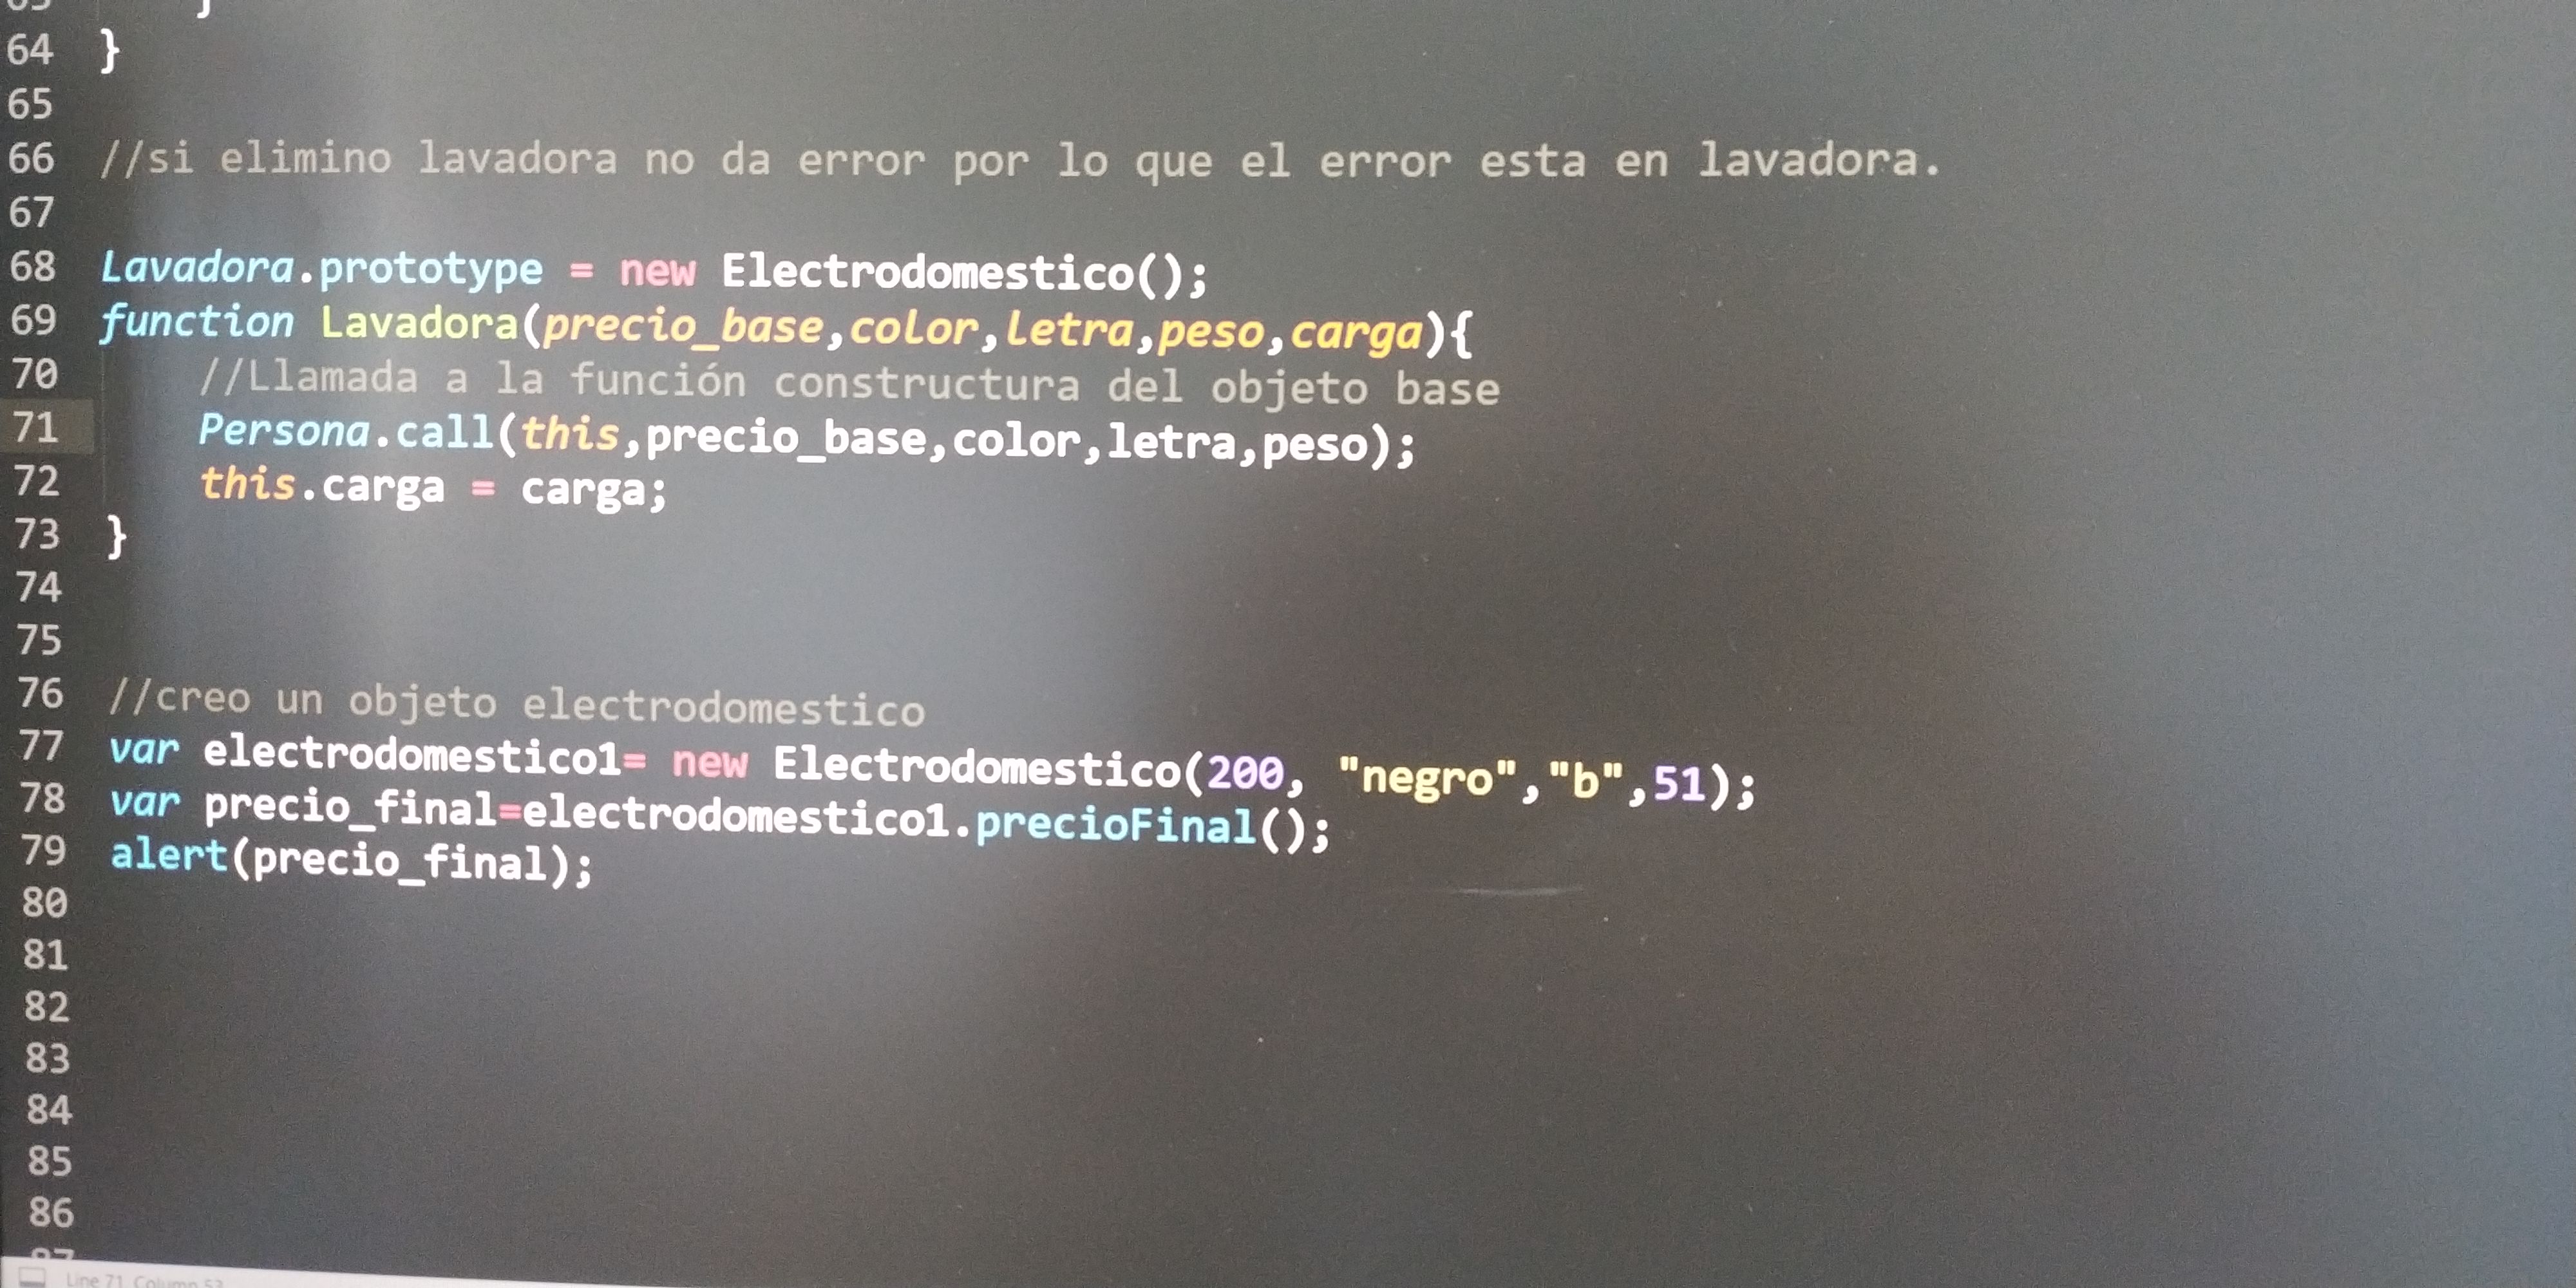 64 }
65
66 //si elimino lavadora no da error por lo que el error esta en lavadora.
67
68 Lavadora.prototype = new Electrodomestico();
69 function Lavadora(precio_base,color,letra,peso,carga){
70 //Llamada a la función constructura del objeto base
71 Persona.call(this,precio_base,color,letra,peso);
72 this.carga = carga;
73 }
74
75
76 //creo un objeto electrodomestico
77 var electrodomestico1= new Electrodomestico(200, "negro","b",51);
78 var precio_final=electrodomestico1.precioFinal();
79 alert(precio_final);
80
81
82
83
84
85
86
87
Line 71, Column 53